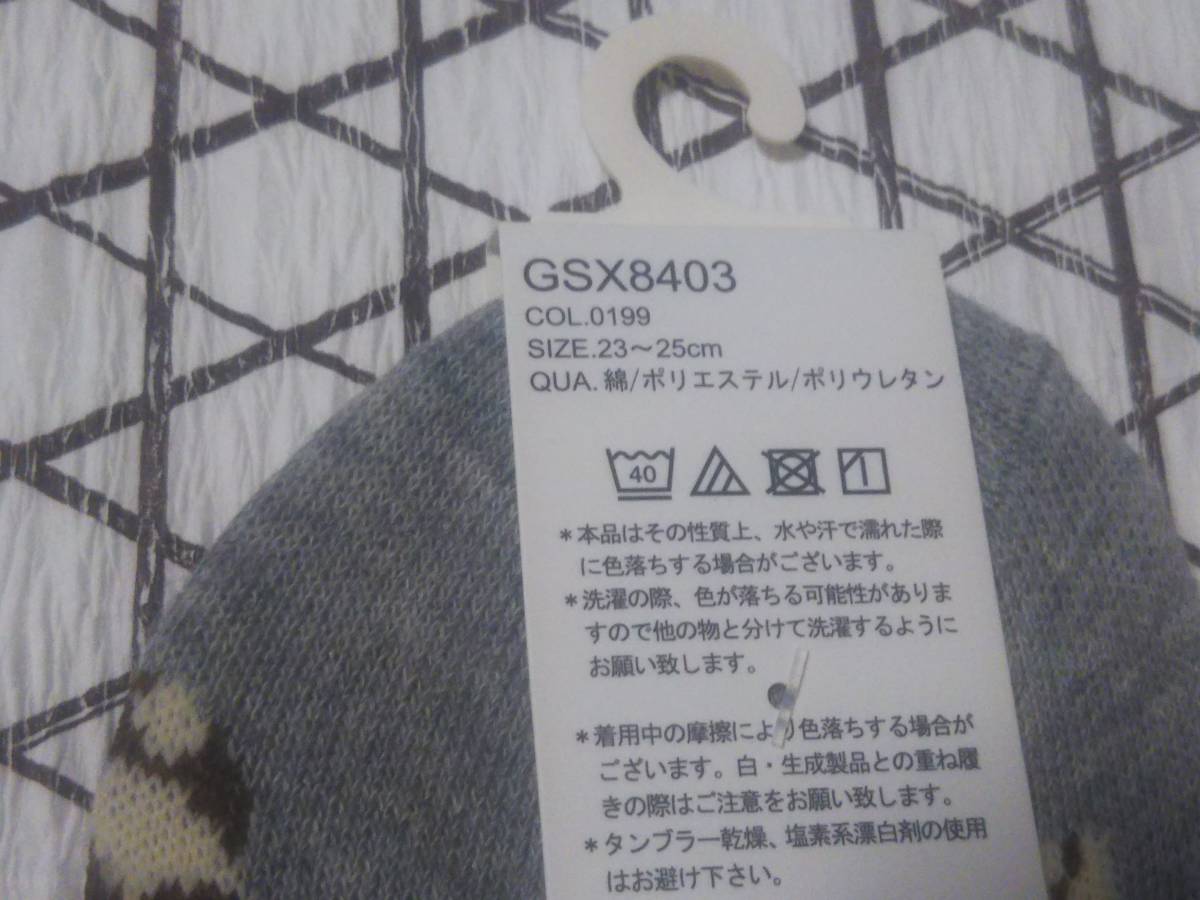 GSX8403
COL.0199
SIZE.23〜25cm
QUA. 綿/ポリエステル/ポリウレタン
40
*本品はその性質上、水や汗で濡れた際
に色落ちする場合がございます。
*洗濯の際、色が落ちる可能性がありま
すので他の物と分けて洗濯するように
お願い致します。
*着用中の摩擦により色落ちする場合が
ございます。白・生成製品との重ね履
きの際はご注意をお願い致します。
*タンブラー乾燥、塩素系漂白剤の使用
はお避け下さい。